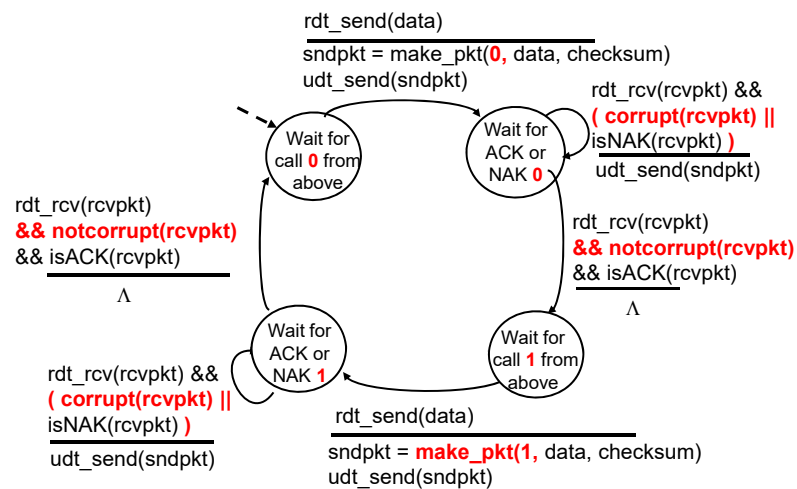 rdt_send(data)
sndpkt = make_pkt(0, data, checksum)
udt_send(sndpkt)
Wait for
call 0 from
above
Wait for
ACK or
NAK 0
rdt_rcv(rcvpkt) &&
( corrupt(rcvpkt) ||
isNAK(rcvpkt) )
udt_send(sndpkt)
rdt_rcv(rcvpkt)
&& notcorrupt(rcvpkt)
&& isACK(rcvpkt)
Λ
rdt_rcv(rcvpkt)
&& notcorrupt(rcvpkt)
&& isACK(rcvpkt)
Λ
Wait for
ACK or
NAK 1
Wait for
call 1 from
above
rdt_rcv(rcvpkt) &&
( corrupt(rcvpkt) ||
isNAK(rcvpkt) )
udt_send(sndpkt)
rdt_send(data)
sndpkt = make_pkt(1, data, checksum)
udt_send(sndpkt)